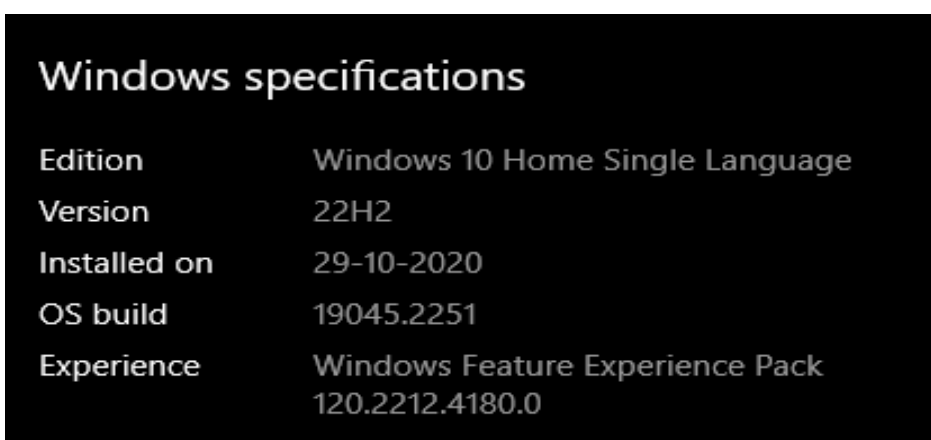 Windows specifications
Edition Windows 10 Home Single Language
Version 22H2
Installed on 29-10-2020
OS build 19045.2251
Experience Windows Feature Experience Pack
120.2212.4180.0